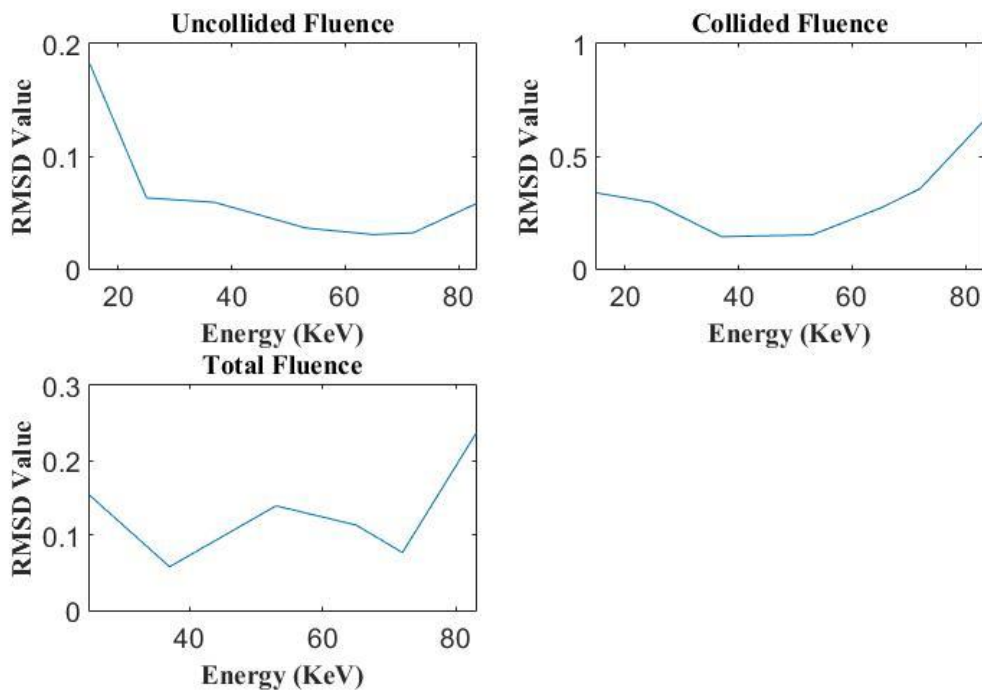 Uncollided Fluence
RMSD Value
0.2
0.1
0
20 40 60 80
Energy (KeV)
Collided Fluence
RMSD Value
1
0.5
0
20 40 60 80
Energy (KeV)
Total Fluence
RMSD Value
0.3
0.2
0.1
0
40 60 80
Energy (KeV)